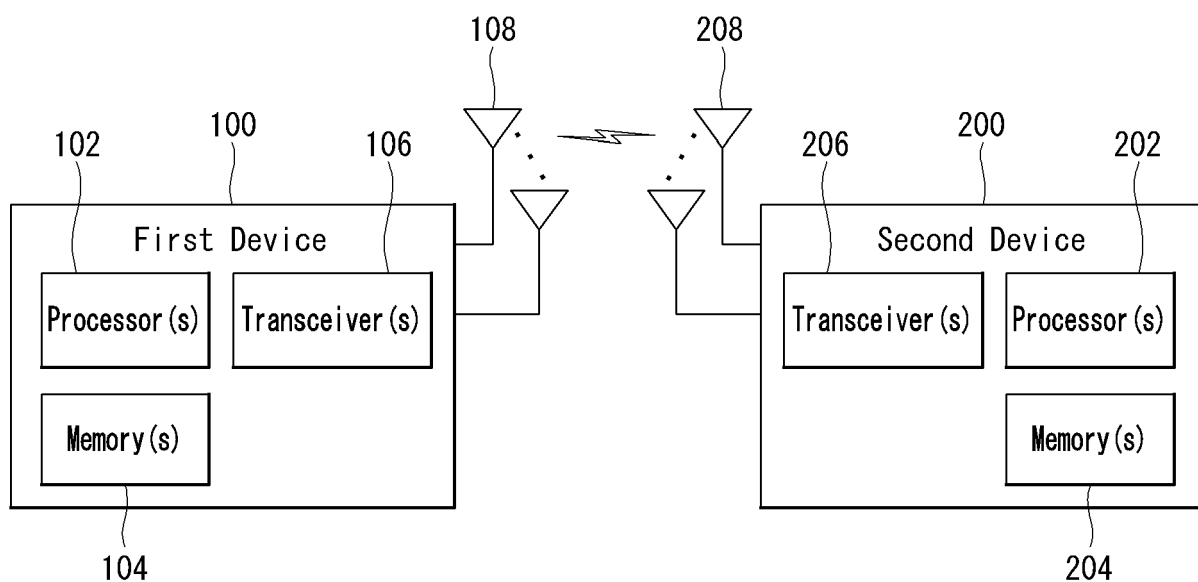 108
208
100
200
102
106
206
202
First Device
Second Device
Processor(s)
Transceiver(s)
Transceiver(s)
Processor(s)
Memory(s)
Memory(s)
104
204